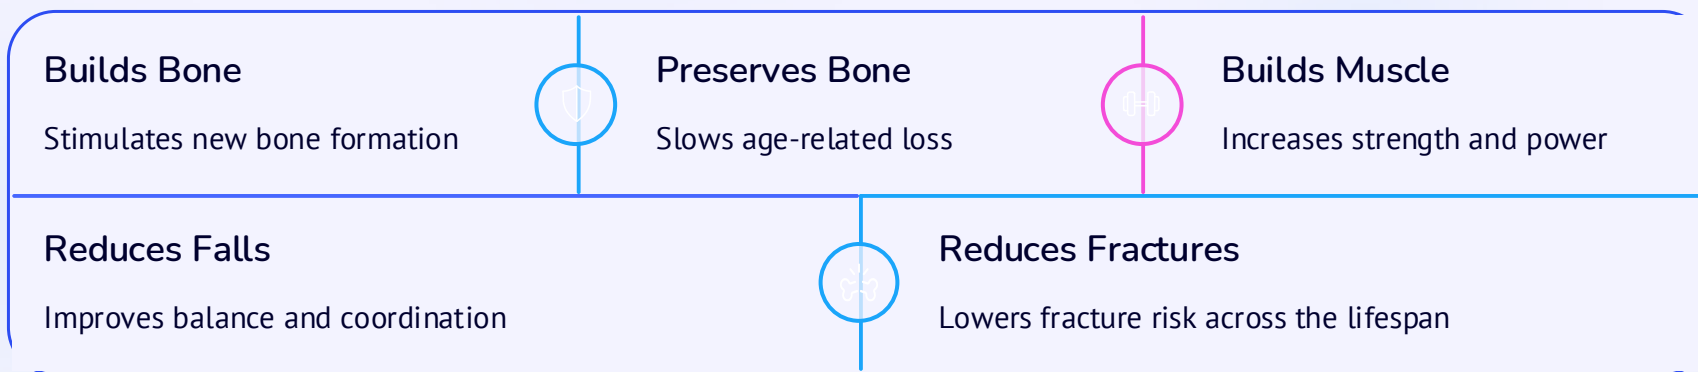 Builds Bone
Stimulates new bone formation
Preserves Bone
Slows age-related loss
Builds Muscle
Increases strength and power
Reduces Falls
Improves balance and coordination
Reduces Fractures
Lowers fracture risk across the lifespan